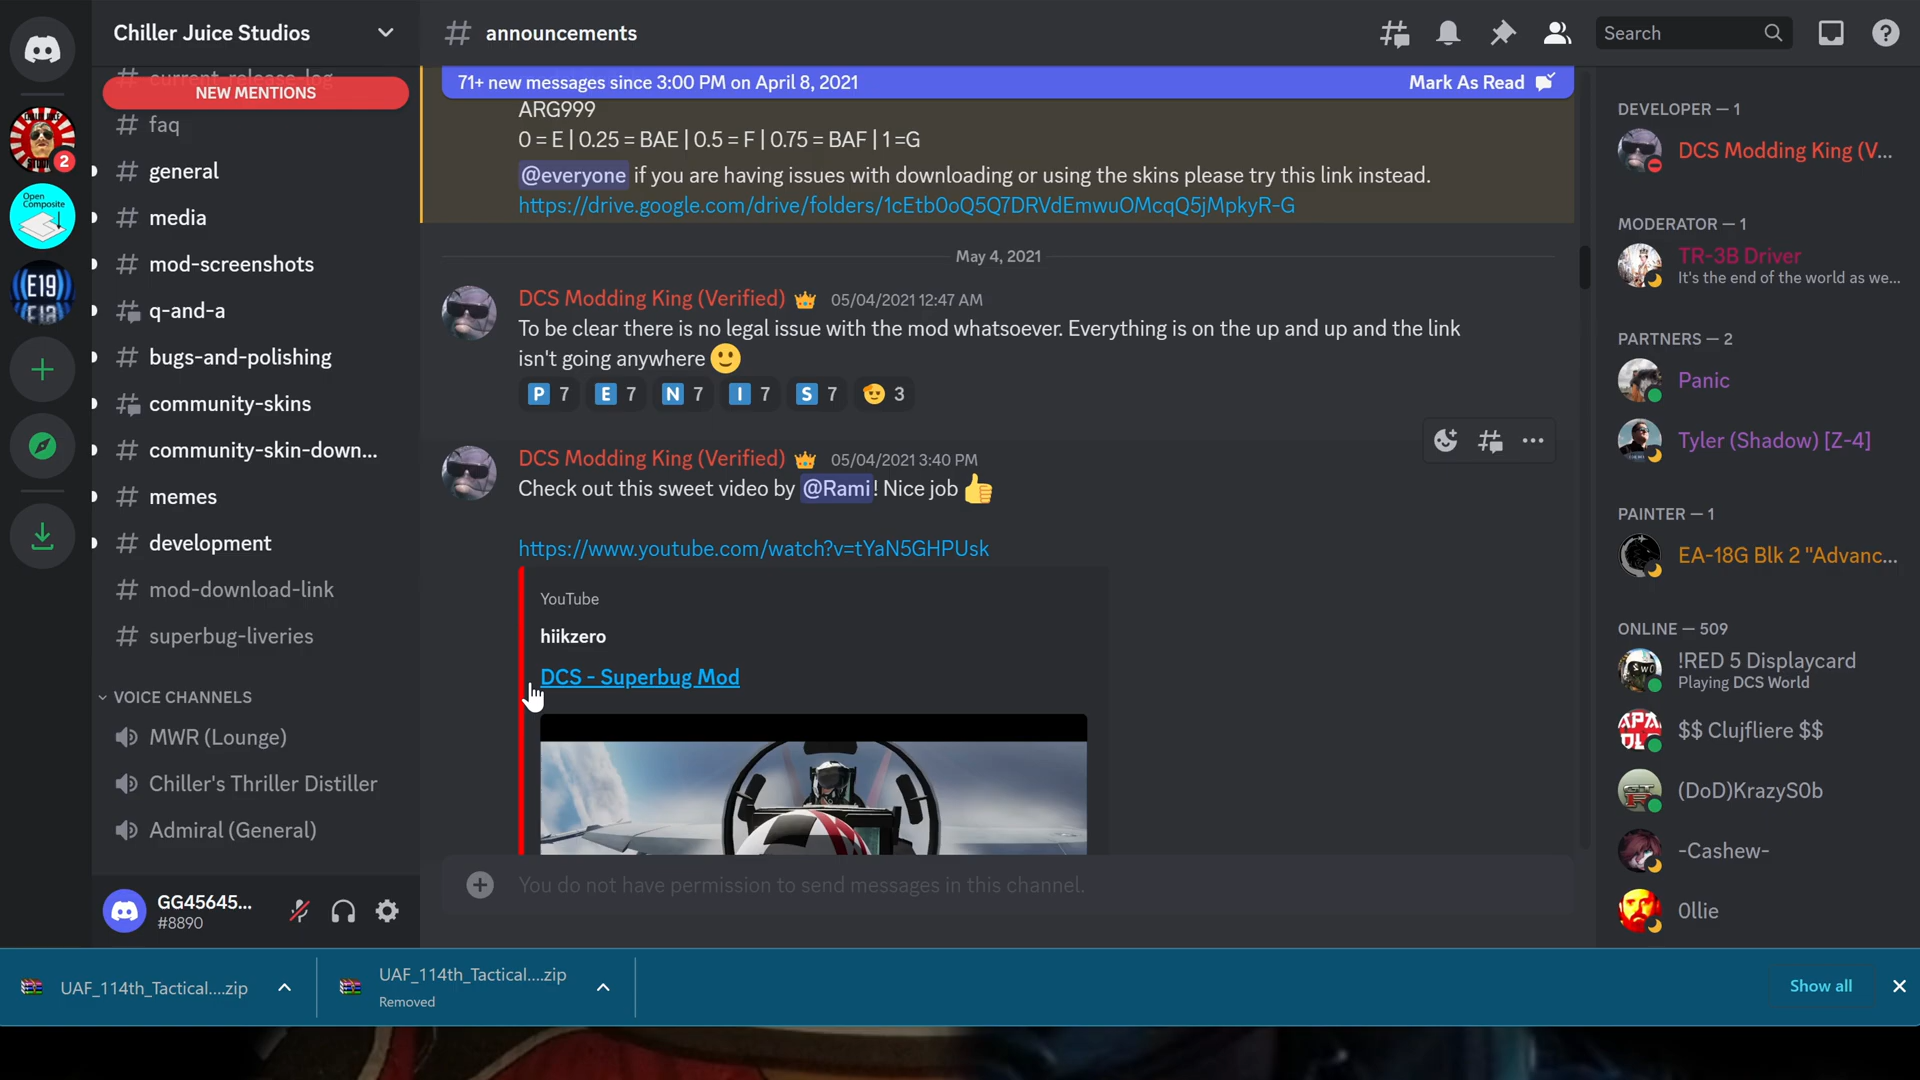 Chiller Juice Studios
announcements
Search
current_release-log
NEW MENTIONS
faq
general
media
mod-screenshots
q-and-a
bugs-and-polishing
community-skins
community-skin-down...
memes
development
mod-download-link
superbug-liveries
VOICE CHANNELS
MWR (Lounge)
Chiller's Thriller Distiller
Admiral (General)
GG45645...
#8890
2
Open
Composite
E19
71+ new messages since 3:00 PM on April 8, 2021
Mark As Read
ARG999
0 = E | 0.25 = BAE | 0.5 = F | 0.75 = BAF | 1 =G
@everyone if you are having issues with downloading or using the skins please try this link instead.
https://drive.google.com/drive/folders/1cEtb0oQ5Q7DRVdEmwuOMcqQ5jMpkyR-G
May 4, 2021
DCS Modding King (Verified) 05/04/2021 12:47 AM
To be clear there is no legal issue with the mod whatsoever. Everything is on the up and up and the link
isn't going anywhere
P 7 E 7 N 7 I 7 S 7 3
DCS Modding King (Verified) 05/04/2021 3:40 PM
Check out this sweet video by @Rami! Nice job
https://www.youtube.com/watch?v=tYaN5GHPUsk
YouTube
hiikzero
DCS - Superbug Mod
You do not have permission to send messages in this channel.
DEVELOPER — 1
DCS Modding King (V...
MODERATOR — 1
TR-3B Driver
It's the end of the world as we...
PARTNERS — 2
Panic
Tyler (Shadow) [Z-4]
PAINTER — 1
EA-18G Blk 2 "Advanc...
ONLINE — 509
!RED 5 Displaycard
Playing DCS World
$$ Clujfliere $$
(DoD)KrazyS0b
-Cashew-
0llie
UAF_114th_Tactical....zip
UAF_114th_Tactical....zip
Removed
Show all